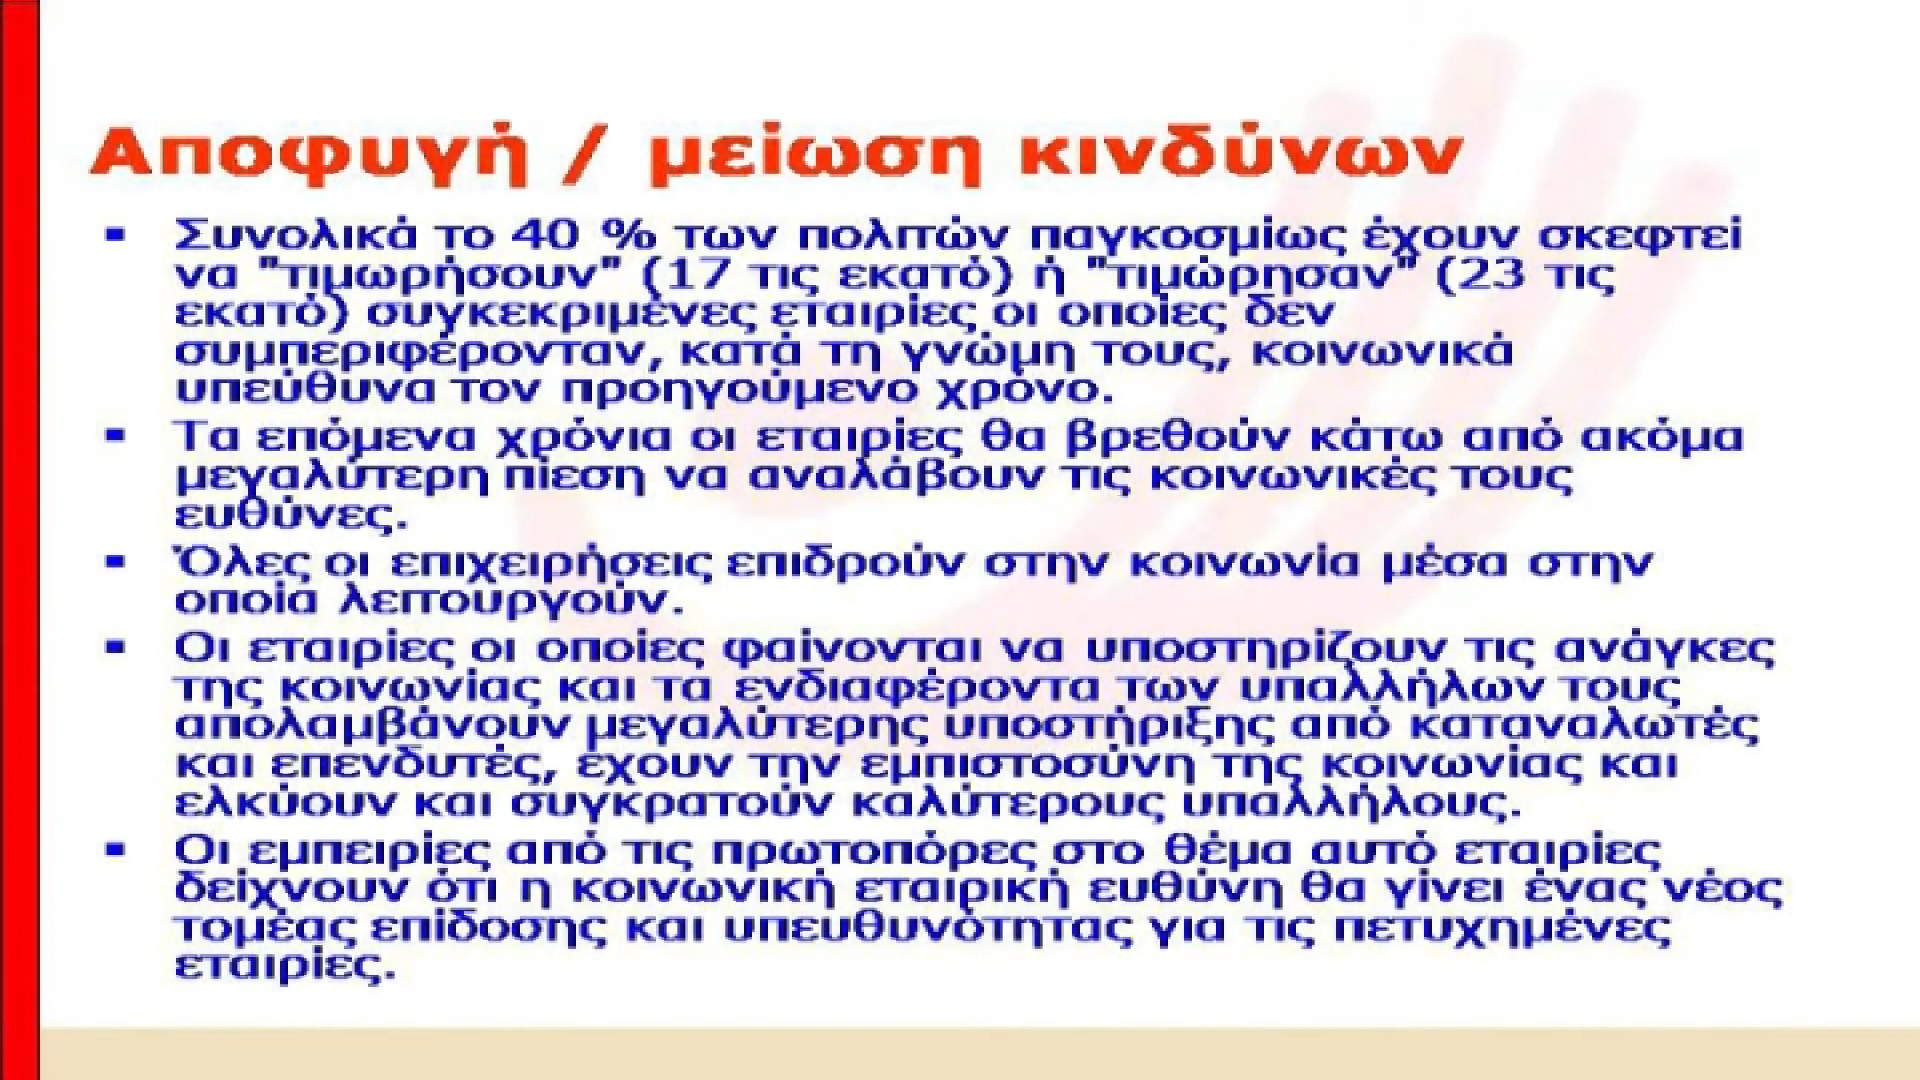 Αποφυγή / μείωση κινδύνων
▪ Συνολικά το 40 % των πολιτών παγκοσμίως έχουν σκεφτεί
να "τιμωρήσουν" (17 τις εκατό) ή "τιμώρησαν" (23 τις
εκατό) συγκεκριμένες εταιρίες οι οποίες δεν
συμπεριφέρονταν, κατά τη γνώμη τους, κοινωνικά
υπεύθυνα τον προηγούμενο χρόνο.
▪ Τα επόμενα χρόνια οι εταιρίες θα βρεθούν κάτω από ακόμα
μεγαλύτερη πίεση να αναλάβουν τις κοινωνικές τους
ευθύνες.
▪ Όλες οι επιχειρήσεις επιδρούν στην κοινωνία μέσα στην
οποία λειτουργούν.
▪ Οι εταιρίες οι οποίες φαίνονται να υποστηρίζουν τις ανάγκες
της κοινωνίας και τα ενδιαφέροντα των υπαλλήλων τους
απολαμβάνουν μεγαλύτερης υποστήριξης από καταναλωτές
και επενδυτές, έχουν την εμπιστοσύνη της κοινωνίας και
ελκύουν και συγκρατούν καλύτερους υπαλλήλους.
▪ Οι εμπειρίες από τις πρωτοπόρες στο θέμα αυτό εταιρίες
δείχνουν ότι η κοινωνική εταιρική ευθύνη θα γίνει ένας νέος
τομέας επίδοσης και υπευθυνότητας για τις πετυχημένες
εταιρίες.